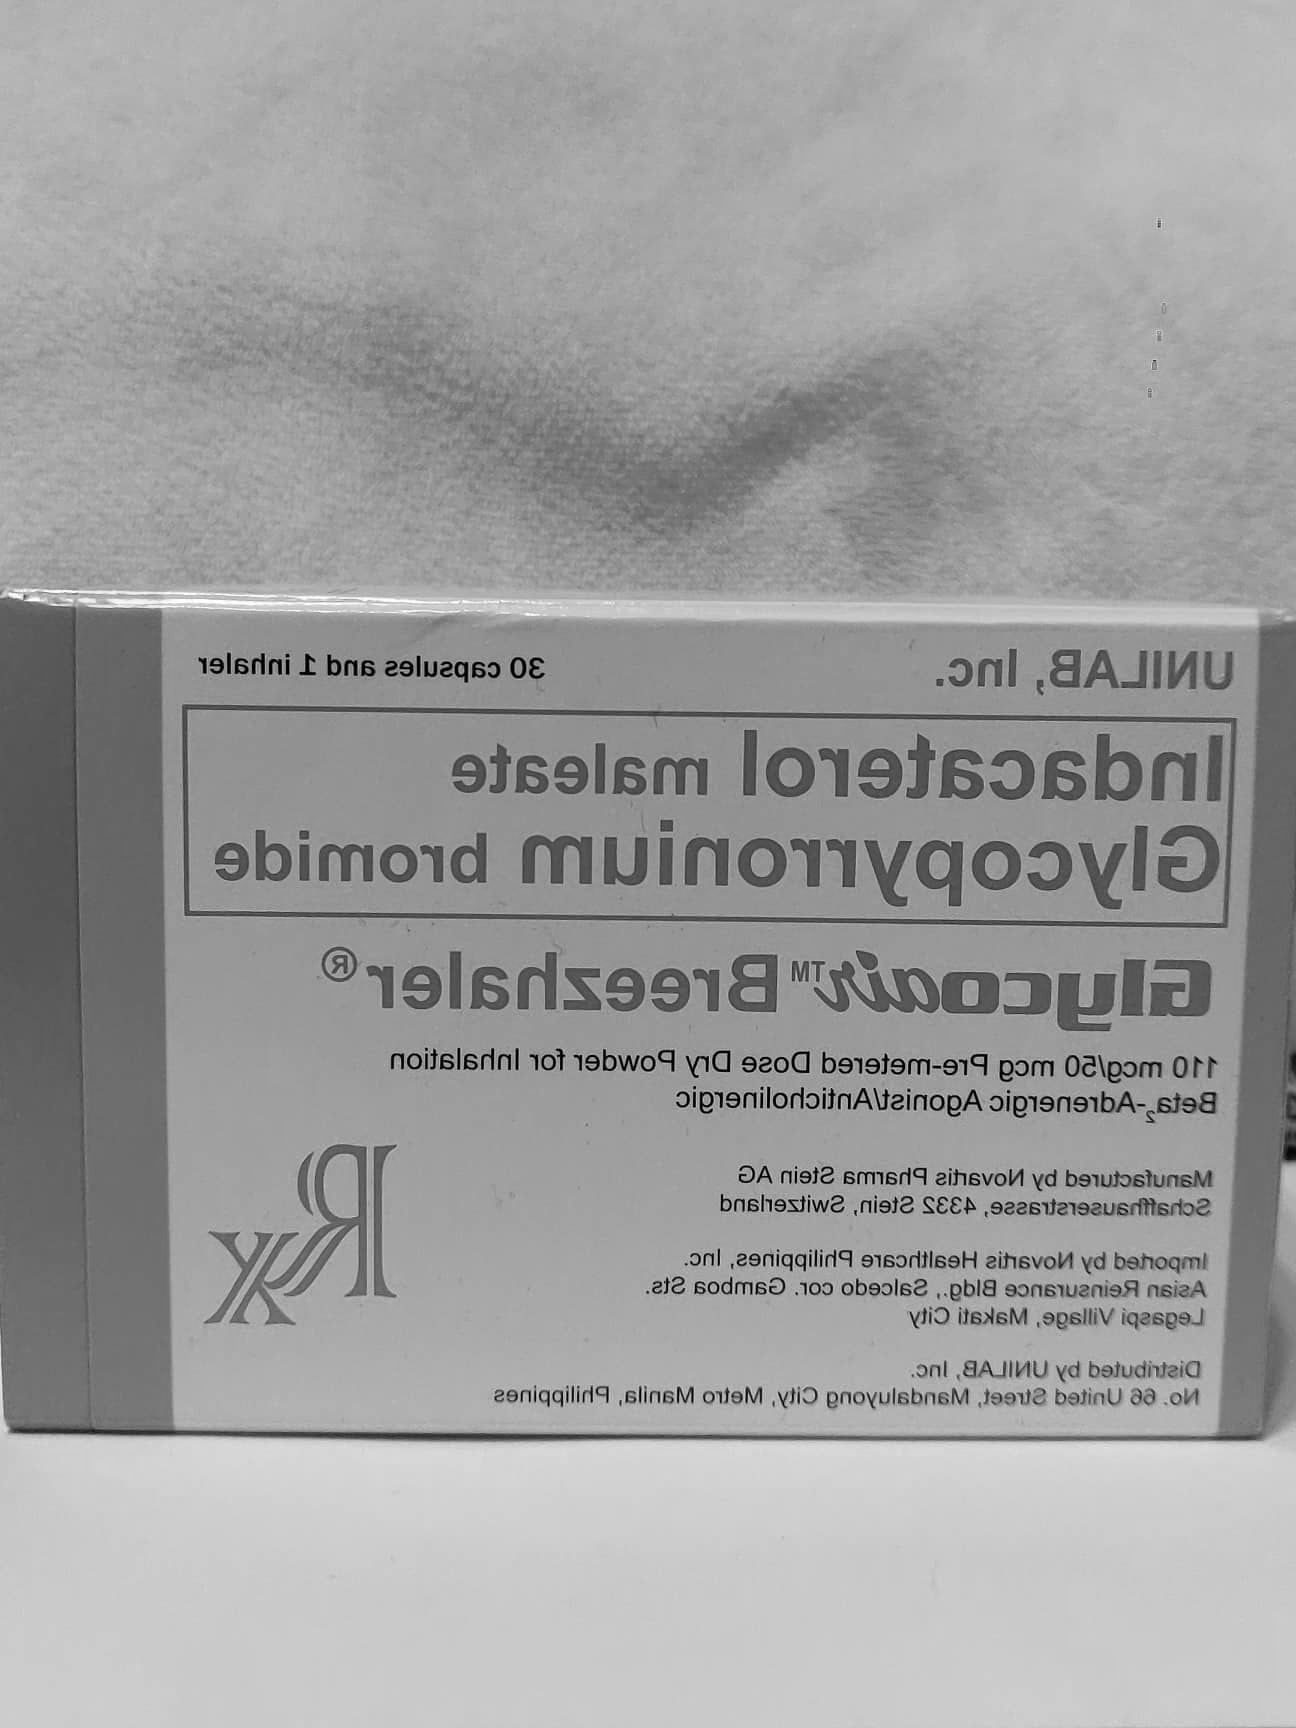 UNILAB, Inc. 30 capsules and 1 inhaler
Indacaterol maleate
Glycopyrronium bromide
Glycoair™ Breezhaler®
110 mcg/50 mcg Pre-metered Dose Dry Powder for Inhalation
Beta₂-Adrenergic Agonist/Anticholinergic
Manufactured by Novartis Pharma Stein AG
Schaffhauserstrasse, 4332 Stein, Switzerland
Rx
Imported by Novartis Healthcare Philippines, Inc.
Asian Reinsurance Bldg., Salcedo cor. Gamboa Sts.
Legaspi Village, Makati City
Distributed by UNILAB, Inc.
No. 66 United Street, Mandaluyong City, Metro Manila, Philippines